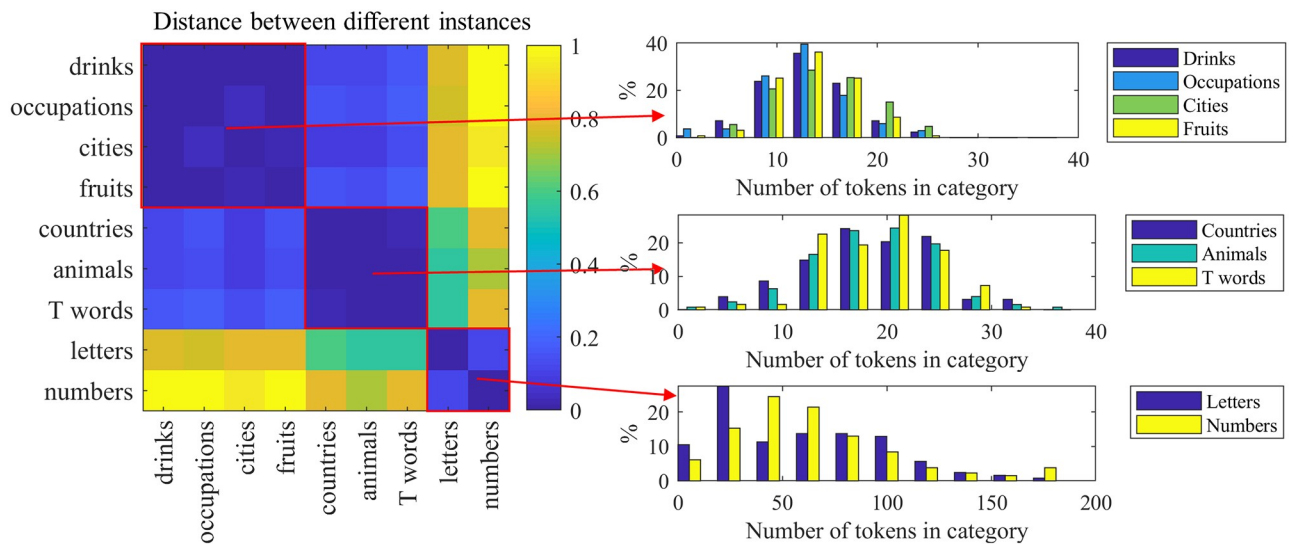 Distance between different instances
drinks
occupations
cities
fruits
countries
animals
T words
letters
numbers
drinks
occupations
cities
fruits
countries
animals
T words
letters
numbers
1
0.8
0.6
0.4
0.2
0
40
20
0
%
0 10 20 30 40
Number of tokens in category
Drinks
Occupations
Cities
Fruits
20
10
0
%
0 10 20 30 40
Number of tokens in category
Countries
Animals
T words
20
10
0
%
0 50 100 150 200
Number of tokens in category
Letters
Numbers